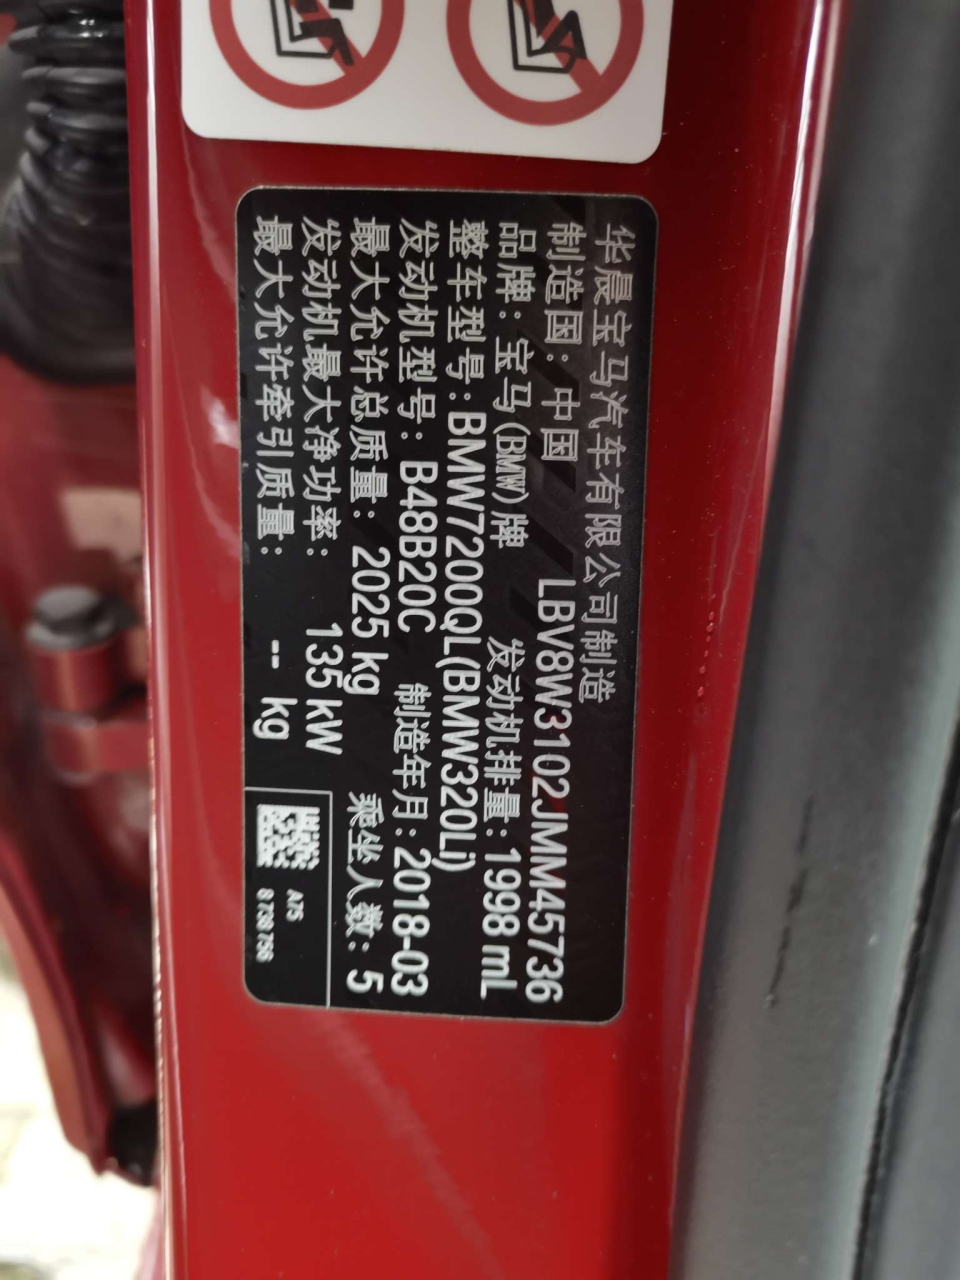 华晨宝马汽车有限公司制造
制造国: 中国 LBV8W3102JMM45736
品牌: 宝马(BMW)牌 发动机排量: 1998 mL
整车型号: BMW7200QL(BMW320Li)
发动机型号: B48B20C 制造年月: 2018-03
最大允许总质量: 2025 kg 乘坐人数: 5
发动机最大净功率: 135 kW
最大允许牵引质量: -- kg
A75